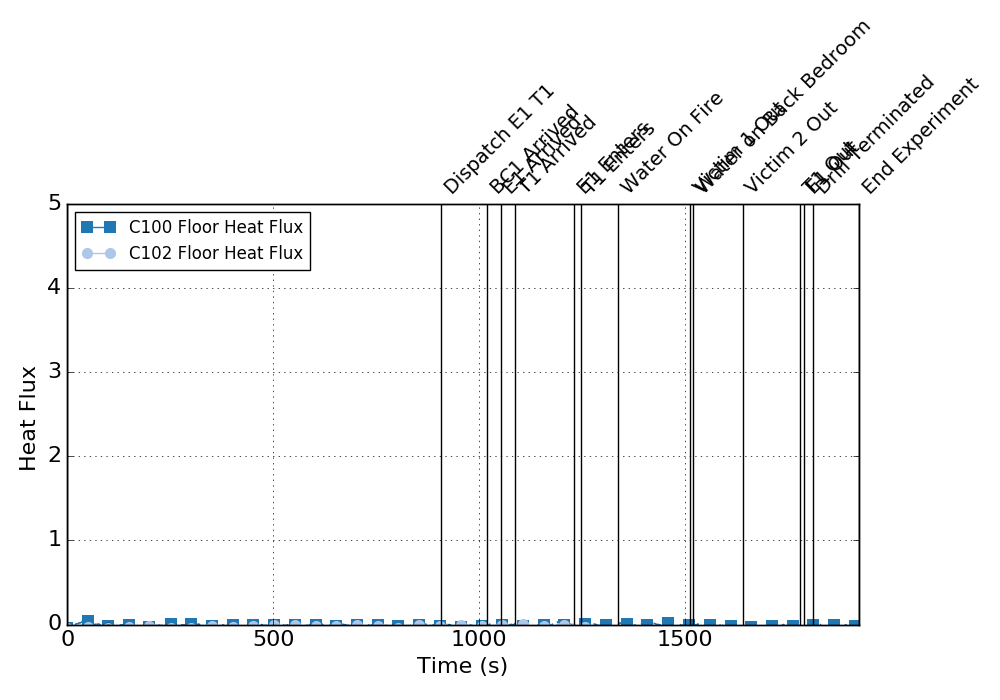 Dispatch E1 T1
BC1 Arrived
E1 Arrived
T1 Arrived
E1 Enters
T1 Enters
Water On Fire
Victim 1 Out
Water on Back Bedroom
Victim 2 Out
T1 Out
E1 Out
Drill Terminated
End Experiment
5
C100 Floor Heat Flux
C102 Floor Heat Flux
4
3
Heat Flux
2
1
0
0 500 1000 1500
Time (s)